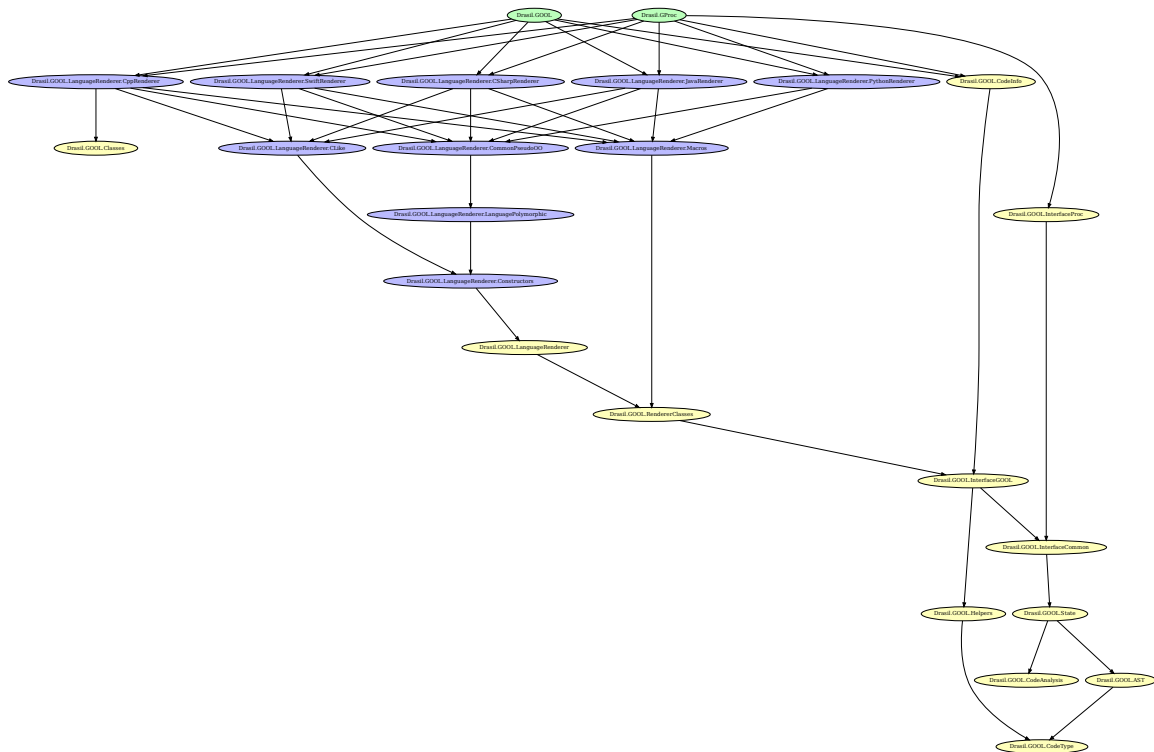 Drasil.GOOL
Drasil.GProc
Drasil.GOOL.LanguageRenderer.CppRenderer
Drasil.GOOL.LanguageRenderer.SwiftRenderer
Drasil.GOOL.LanguageRenderer.CSharpRenderer
Drasil.GOOL.LanguageRenderer.JavaRenderer
Drasil.GOOL.LanguageRenderer.PythonRenderer
Drasil.GOOL.CodeInfo
Drasil.GOOL.Classes
Drasil.GOOL.LanguageRenderer.CLike
Drasil.GOOL.LanguageRenderer.CommonPseudoOO
Drasil.GOOL.LanguageRenderer.Macros
Drasil.GOOL.LanguageRenderer.LanguagePolymorphic
Drasil.GOOL.InterfaceProc
Drasil.GOOL.LanguageRenderer.Constructors
Drasil.GOOL.LanguageRenderer
Drasil.GOOL.RendererClasses
Drasil.GOOL.InterfaceGOOL
Drasil.GOOL.InterfaceCommon
Drasil.GOOL.Helpers
Drasil.GOOL.State
Drasil.GOOL.CodeAnalysis
Drasil.GOOL.AST
Drasil.GOOL.CodeType